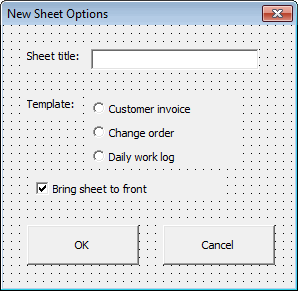 New Sheet Options
Sheet title:
Template:
Customer invoice
Change order
Daily work log
Bring sheet to front
OK
Cancel